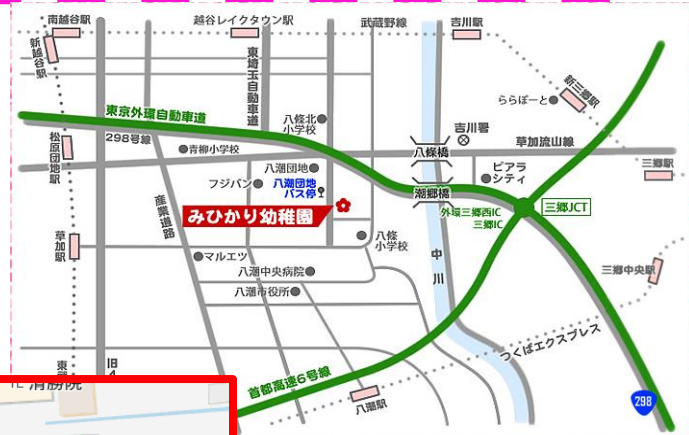 南越谷駅
越谷レイクタウン駅
武蔵野線
吉川駅
新越谷駅
東埼玉自動車道
新三郷駅
ららぽーと
東京外環自動車道
八條北
小学校
吉川署
298号線
松原団地駅
青柳小学校
八條橋
草加流山線
八潮団地
ピアラ
シティ
三郷駅
フジパン
八潮団地
バス停
潮郷橋
みひかり幼稚園
外環三郷西IC
三郷IC
三郷JCT
産業道路
草加駅
八條
小学校
マルエツ
中川
八潮中央病院
三郷中央駅
八潮市役所
つくばエクスプレス
旧
首都高速6号線
八潮駅
298